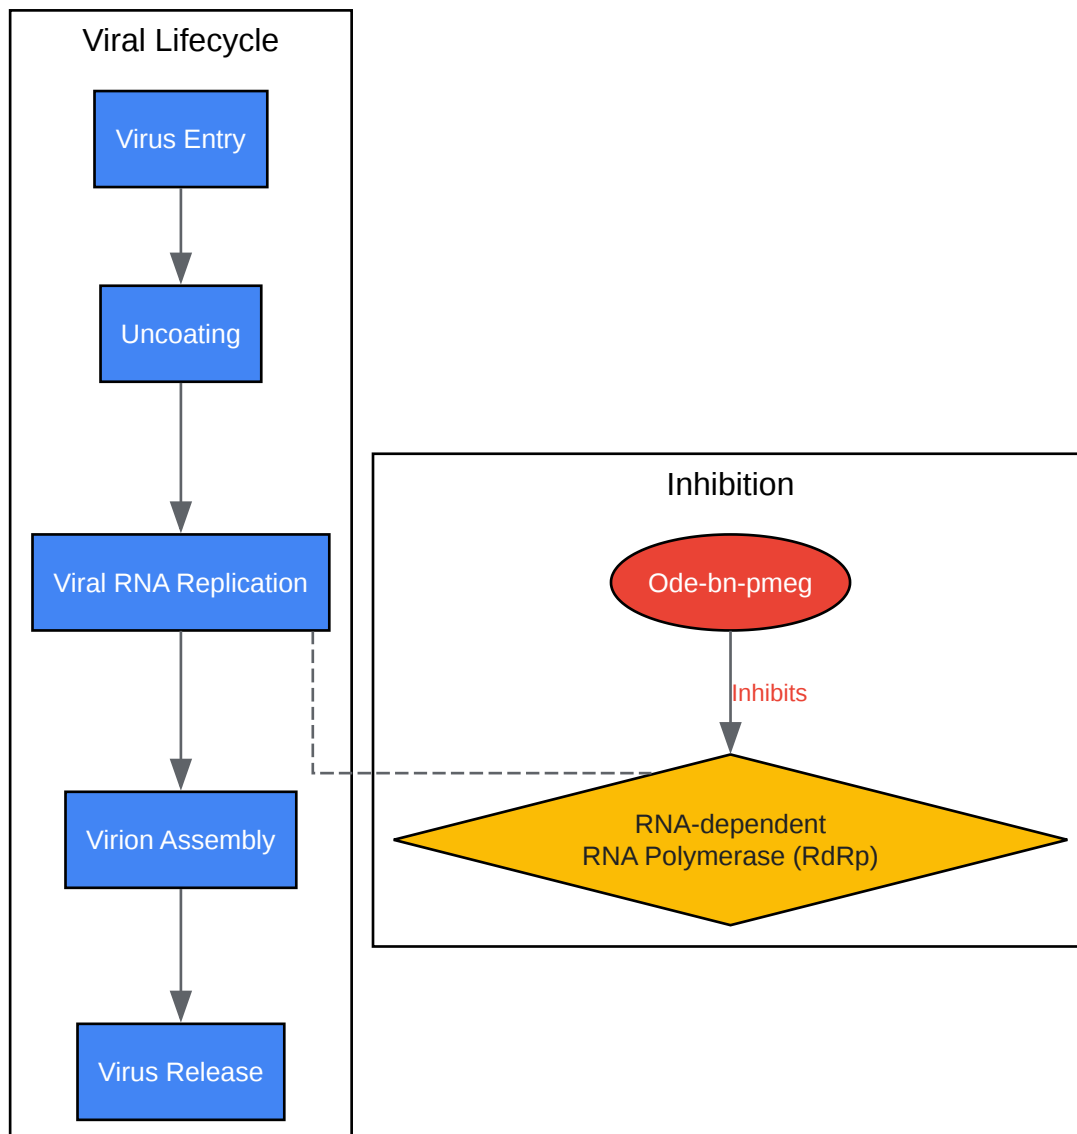 Viral Lifecycle
Virus Entry
Uncoating
Viral RNA Replication
Virion Assembly
Virus Release
Inhibition
Ode-bn-pmeg
Inhibits
RNA-dependent
RNA Polymerase (RdRp)